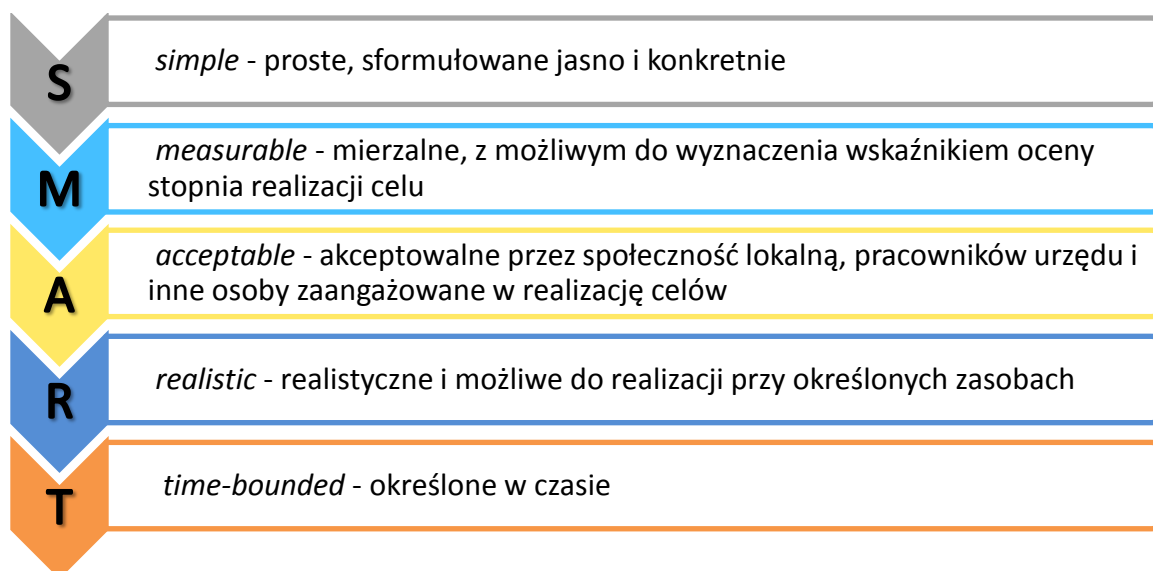 S
simple - proste, sformułowane jasno i konkretnie
M
measurable - mierzalne, z możliwym do wyznaczenia wskaźnikiem oceny
stopnia realizacji celu
A
acceptable - akceptowalne przez społeczność lokalną, pracowników urzędu i
inne osoby zaangażowane w realizację celów
R
realistic - realistyczne i możliwe do realizacji przy określonych zasobach
T
time-bounded - określone w czasie